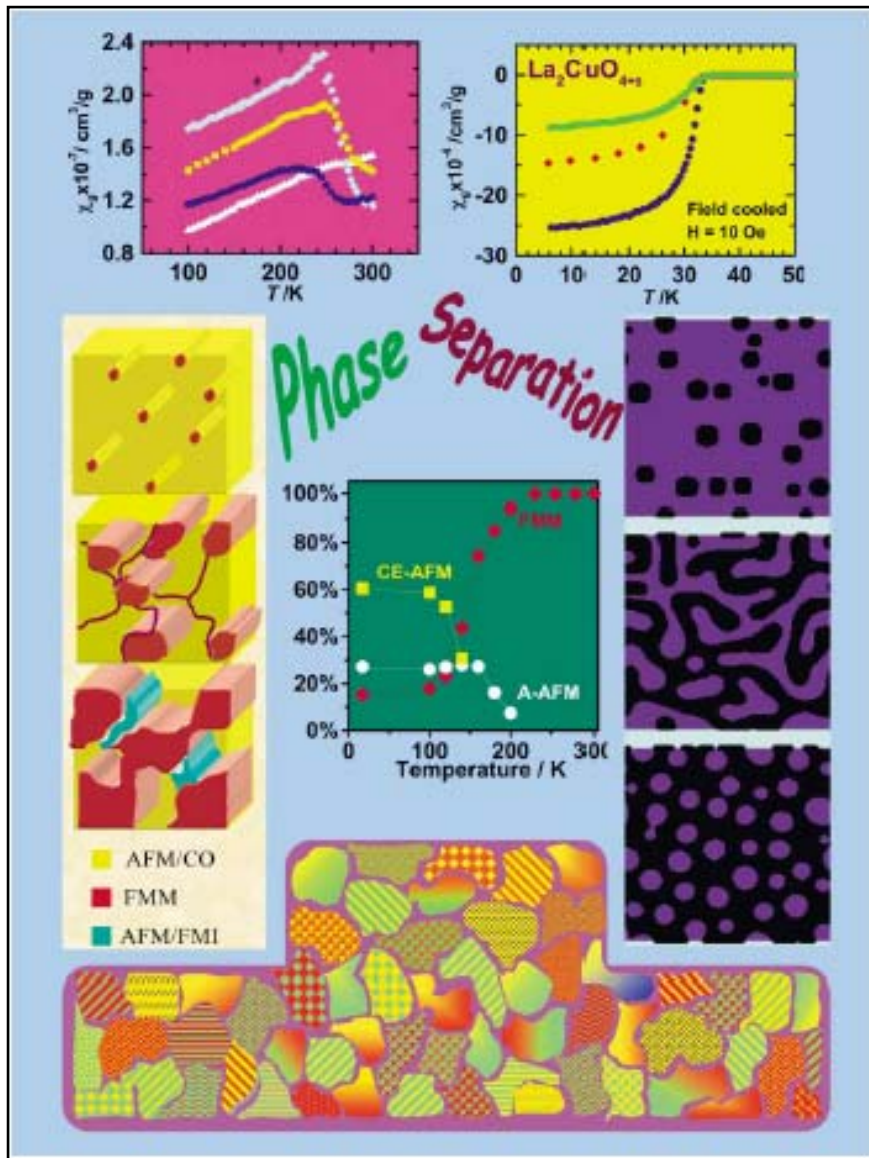 2.4
2.0
1.6
1.2
0.8
χg x10⁻⁷/ cm³/g
100 200 300
T /K
La₂CuO₄₊δ
0
-10
-20
-30
χg x10⁻⁴/cm³/g
Field cooled
H = 10 Oe
0 10 20 30 40 50
T /K
Phase
Separation
100%
80%
60%
40%
20%
0%
FMM
CE-AFM
A-AFM
0 100 200 300
Temperature / K
AFM/CO
FMM
AFM/FMI